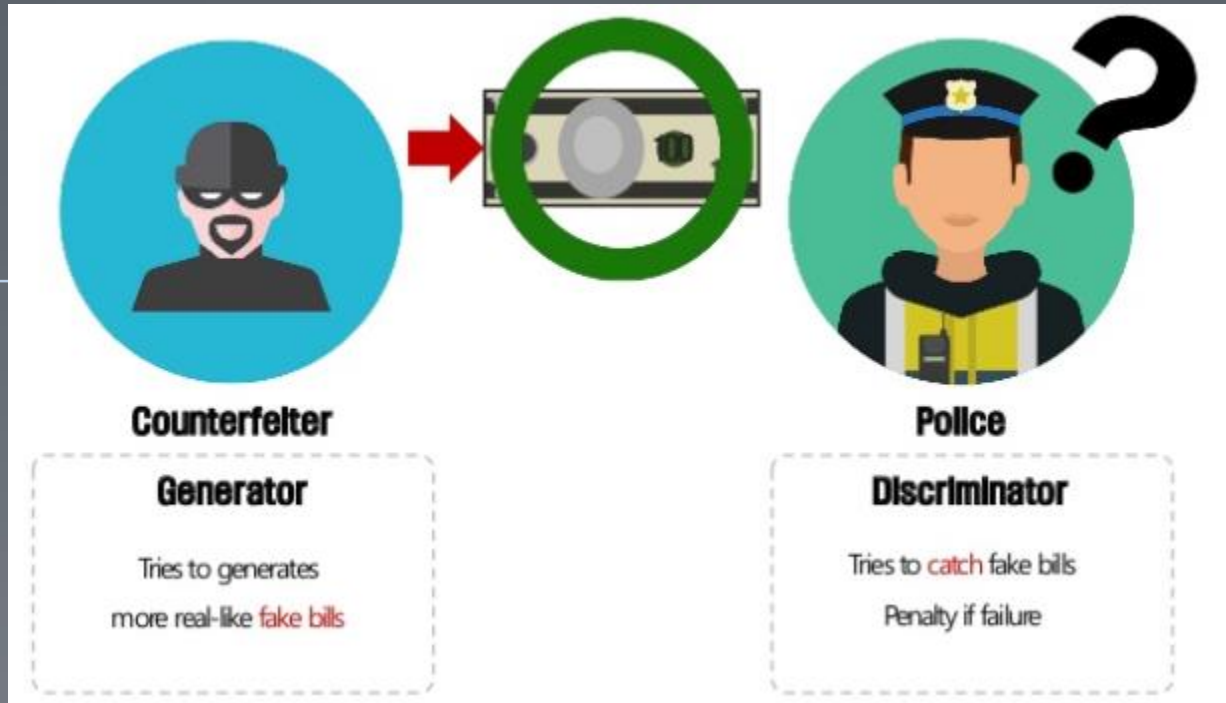 Counterfeiter
Generator
Tries to generates
more real-like fake bills
Police
Discriminator
Tries to catch fake bills
Penalty if failure